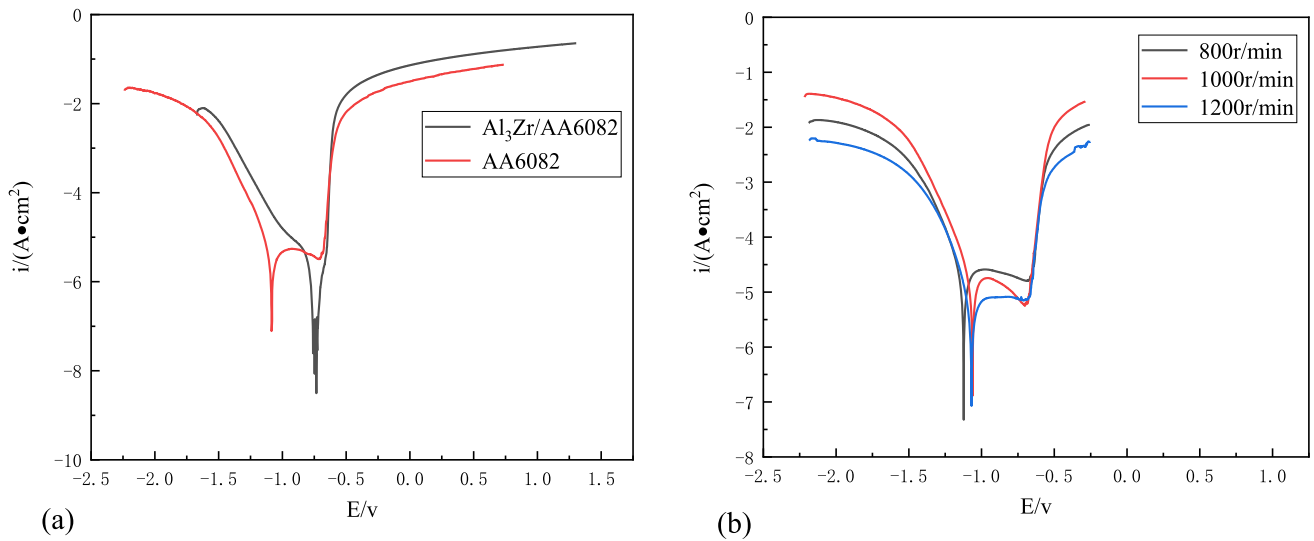 0
-2
-4
-6
-8
-10
-2.5
-2.0
-1.5
-1.0
-0.5
0.0
0.5
1.0
1.5
i/(A●cm²)
E/v
Al₃Zr/AA6082
AA6082
(a)
0
-1
-2
-3
-4
-5
-6
-7
-8
-2.5
-2.0
-1.5
-1.0
-0.5
0.0
0.5
1.0
i/(A●cm²)
E/v
800r/min
1000r/min
1200r/min
(b)